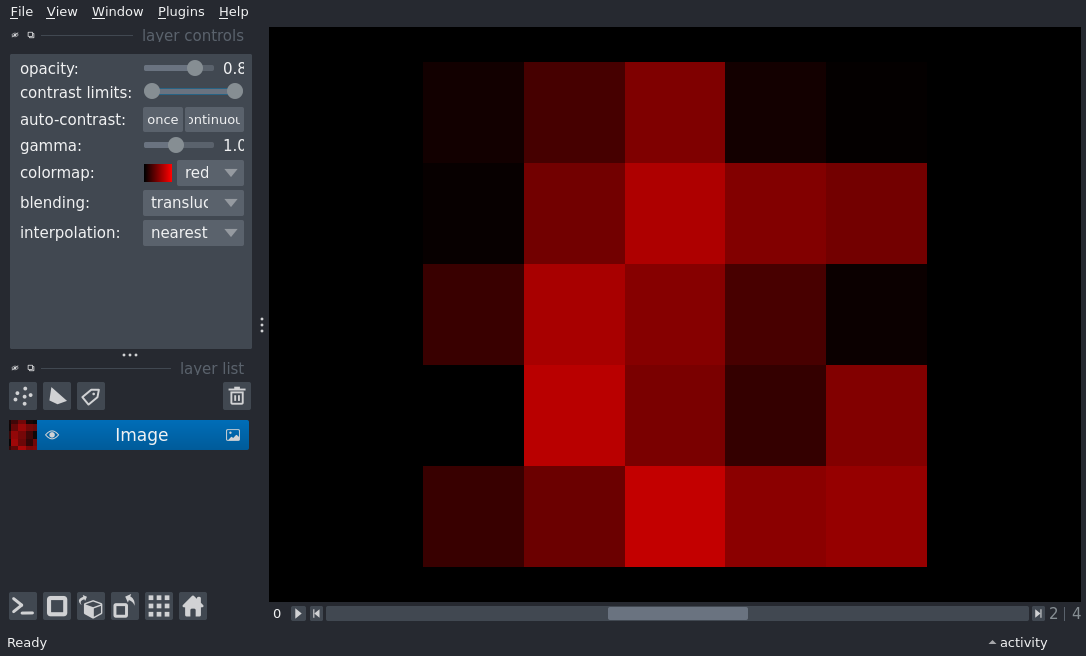 File View Window Plugins Help
layer controls
opacity: 0.8
contrast limits:
auto-contrast: once ontinuou
gamma: 1.0
colormap: red
blending: transluc
interpolation: nearest
layer list
Image
0 2 | 4
Ready activity